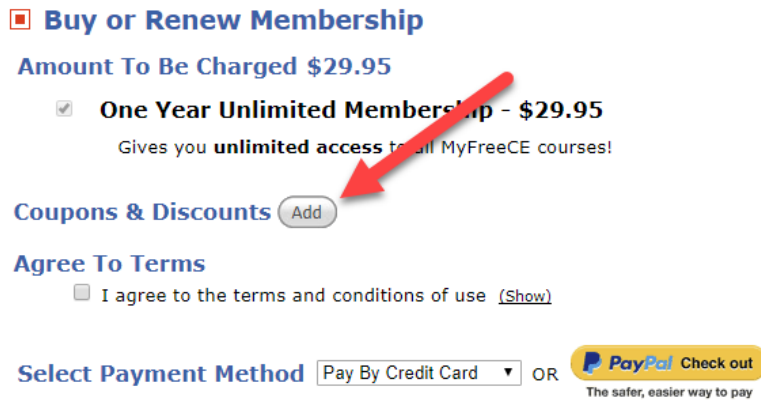 Buy or Renew Membership
Amount To Be Charged $29.95
One Year Unlimited Membership - $29.95
Gives you unlimited access to all MyFreeCE courses!
Coupons & Discounts Add
Agree To Terms
I agree to the terms and conditions of use (Show)
Select Payment Method Pay By Credit Card OR PayPal Check out
The safer, easier way to pay